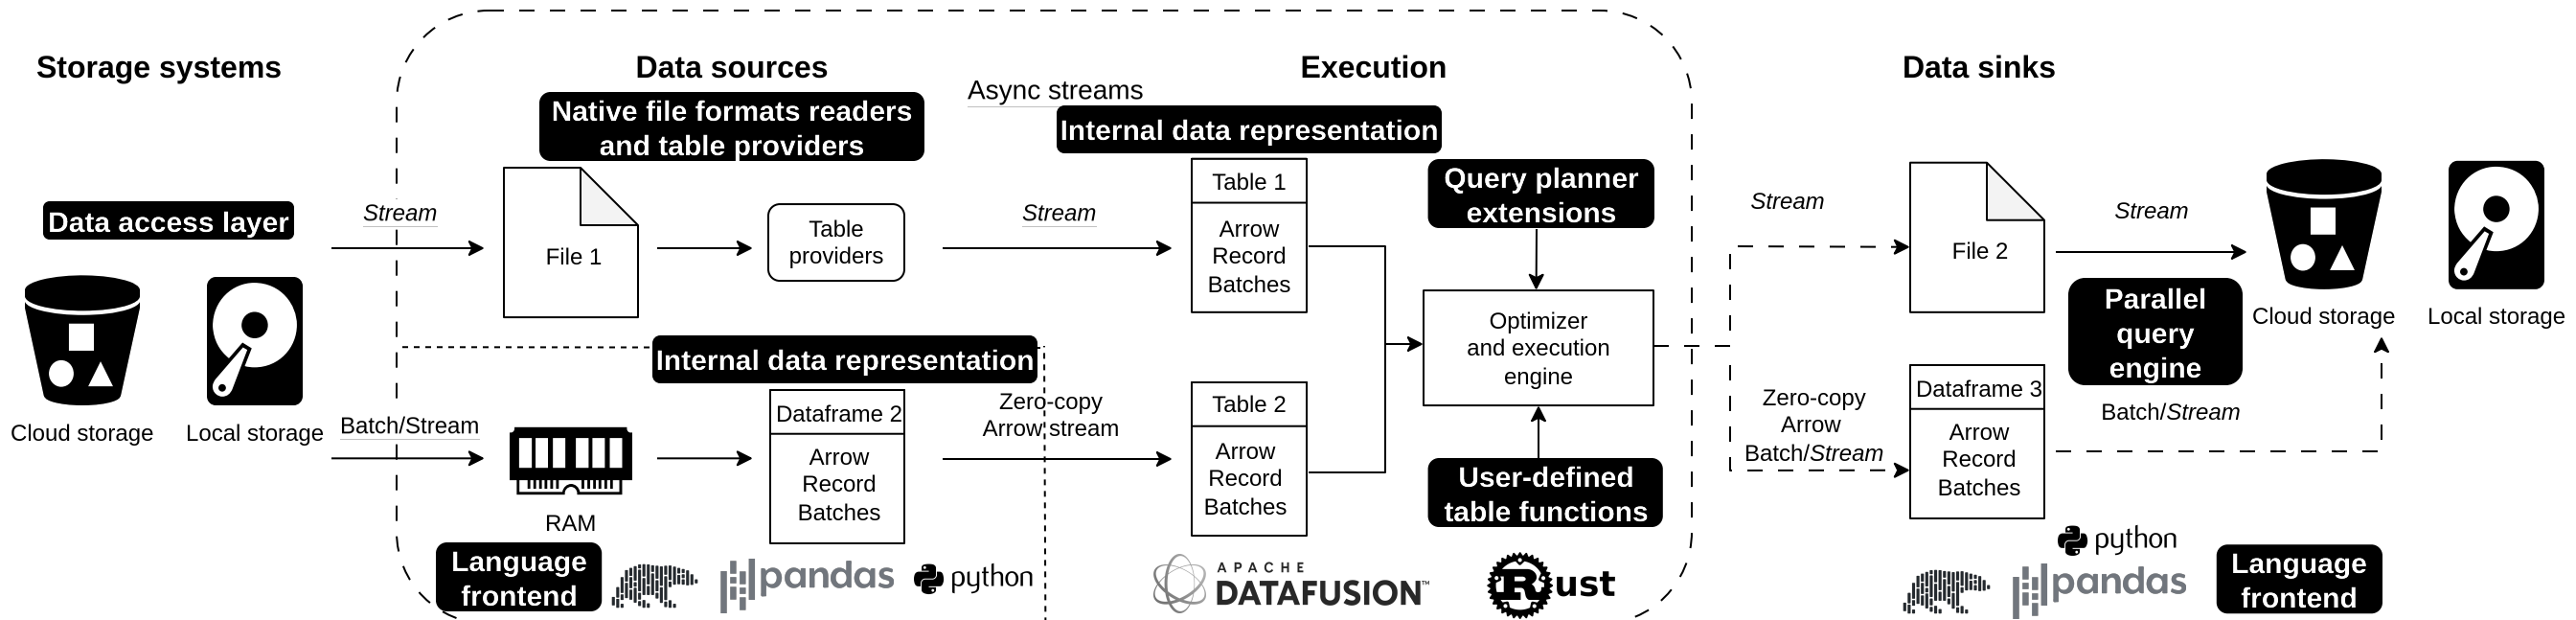 Storage systems
Data sources
Execution
Data sinks
Async streams
Native file formats readers
and table providers
Internal data representation
Data access layer
Stream
File 1
Table
providers
Stream
Table 1
Arrow
Record
Batches
Query planner
extensions
Optimizer
and execution
engine
User-defined
table functions
Cloud storage
Local storage
Batch/Stream
RAM
Internal data representation
Dataframe 2
Arrow
Record
Batches
Zero-copy
Arrow stream
Table 2
Arrow
Record
Batches
Language
frontend
pandas
python
APACHE
DATAFUSION™
Rust
Stream
File 2
Stream
Parallel
query
engine
Cloud storage
Local storage
Zero-copy
Arrow
Batch/Stream
Dataframe 3
Arrow
Record
Batches
Batch/Stream
python
pandas
Language
frontend